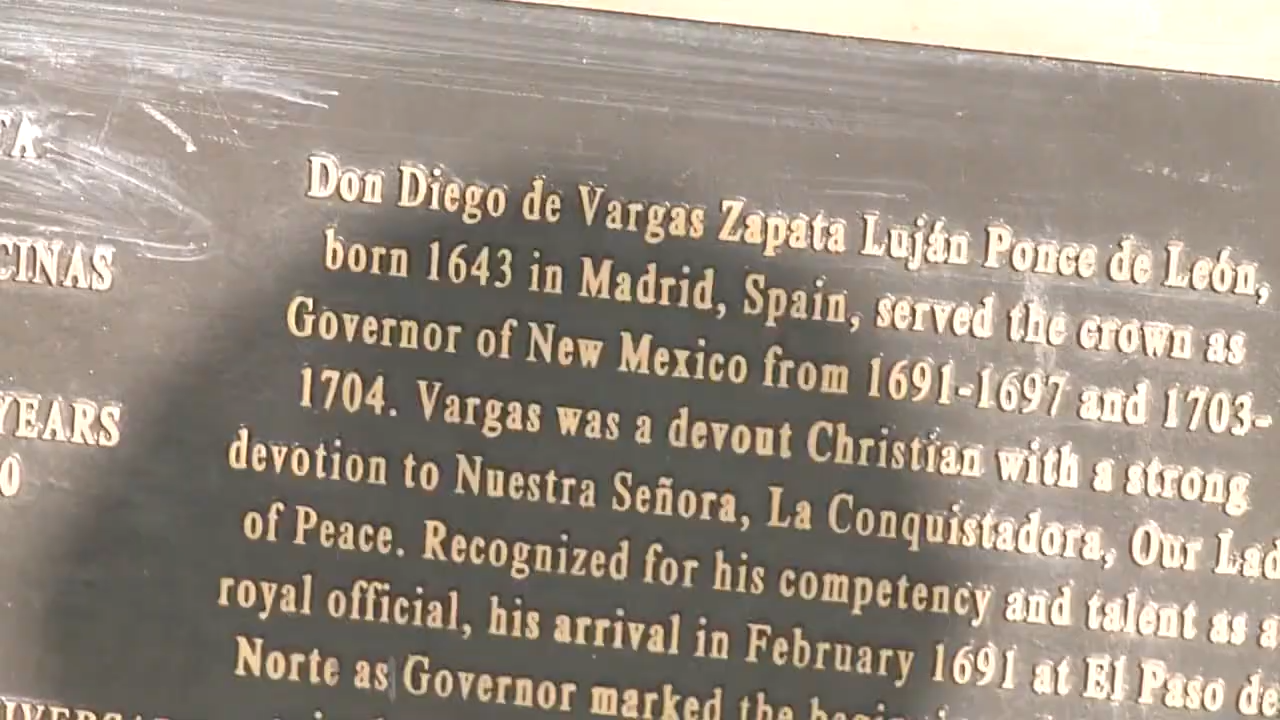 CINAS
YEARS
0
Don Diego de Vargas Zapata Luján Ponce de León,
born 1643 in Madrid, Spain, served the crown as
Governor of New Mexico from 1691-1697 and 1703-
1704. Vargas was a devout Christian with a strong
devotion to Nuestra Señora, La Conquistadora, Our Lad
of Peace. Recognized for his competency and talent as a
royal official, his arrival in February 1691 at El Paso de
Norte as Governor marked the